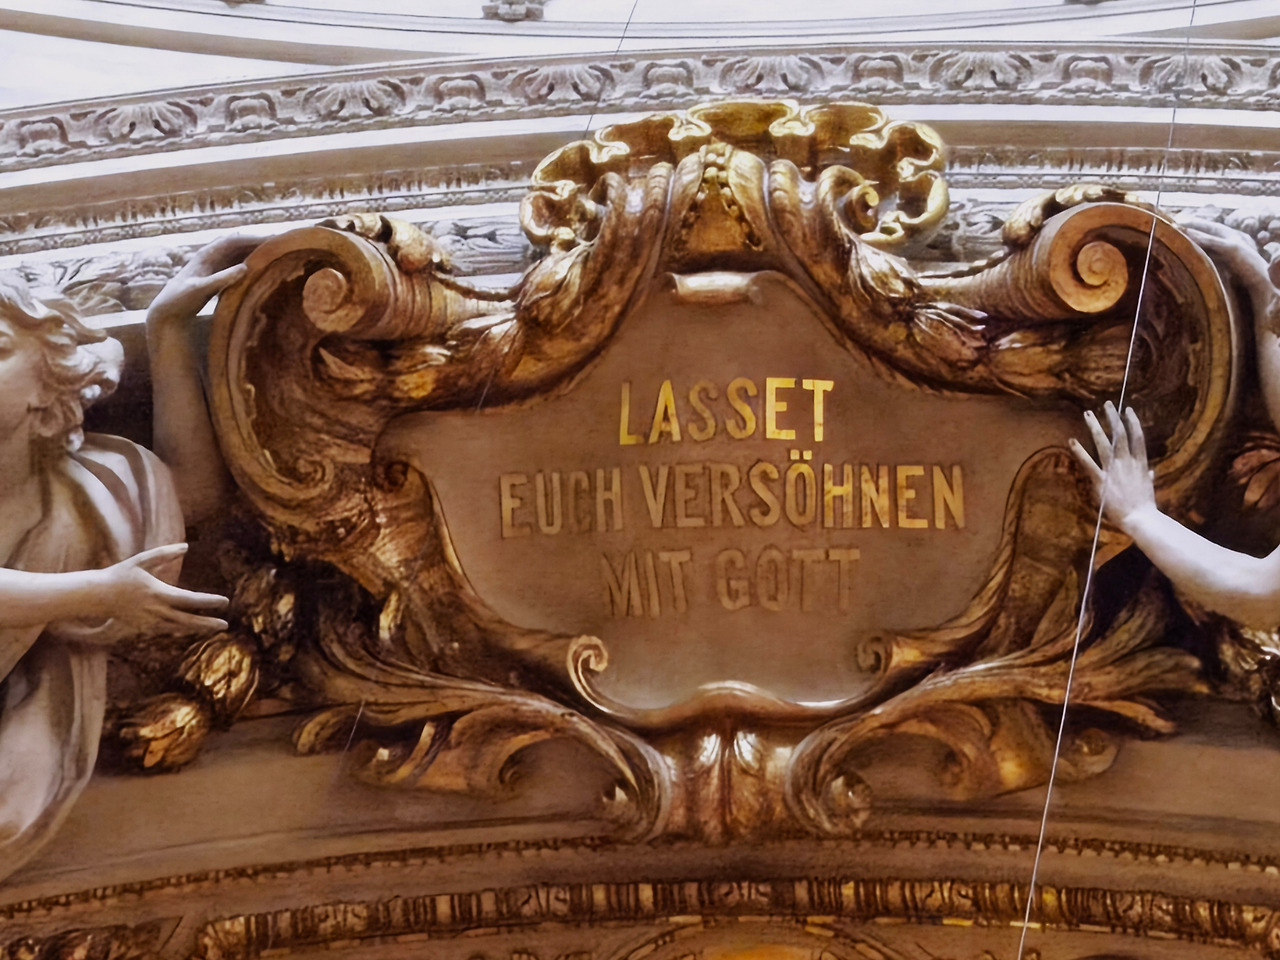 LASSET
EUCH VERSÖHNEN
MIT GOTT